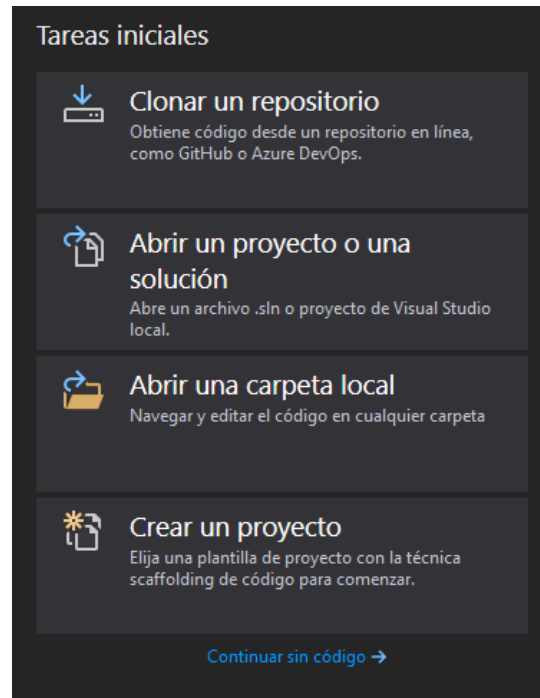 Tareas iniciales
Clonar un repositorio
Obtiene código desde un repositorio en línea,
como GitHub o Azure DevOps.
Abrir un proyecto o una
solución
Abre un archivo .sln o proyecto de Visual Studio
local.
Abrir una carpeta local
Navegar y editar el código en cualquier carpeta
Crear un proyecto
Elija una plantilla de proyecto con la técnica
scaffolding de código para comenzar.
Continuar sin código →